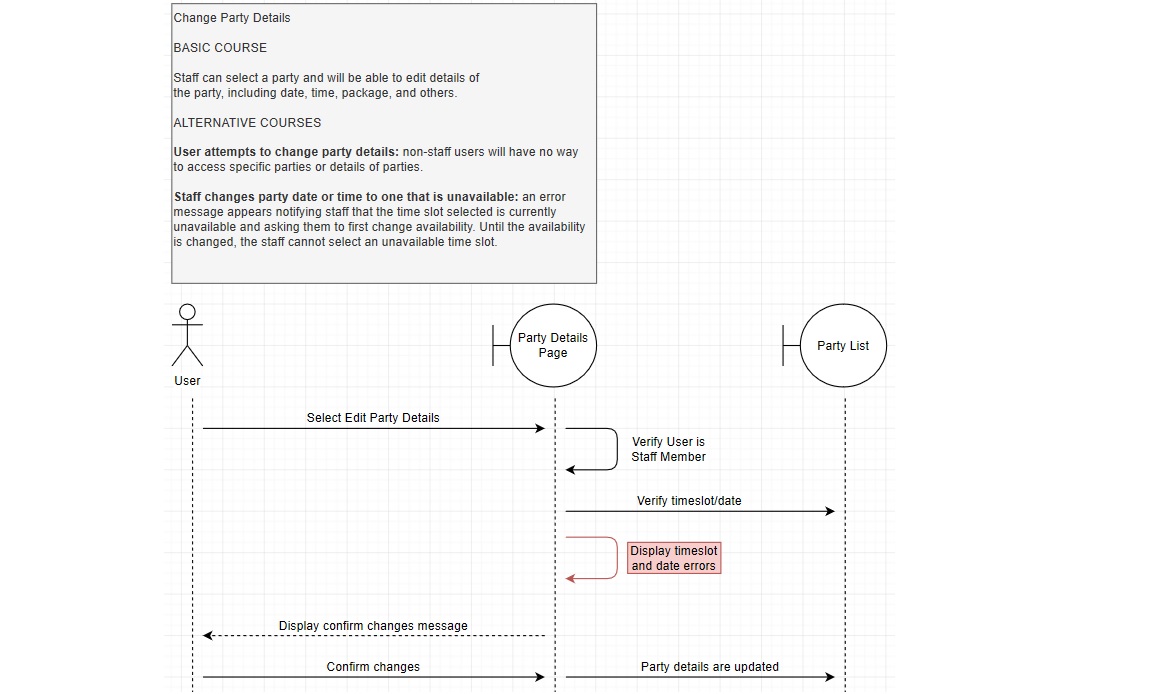 Change Party Details
BASIC COURSE
Staff can select a party and will be able to edit details of
the party, including date, time, package, and others.
ALTERNATIVE COURSES
User attempts to change party details: non-staff users will have no way
to access specific parties or details of parties.
Staff changes party date or time to one that is unavailable: an error
message appears notifying staff that the time slot selected is currently
unavailable and asking them to first change availability. Until the availability
is changed, the staff cannot select an unavailable time slot.
User
Party Details
Page
Party List
Select Edit Party Details
Verify User is
Staff Member
Verify timeslot/date
Display timeslot
and date errors
Display confirm changes message
Confirm changes
Party details are updated